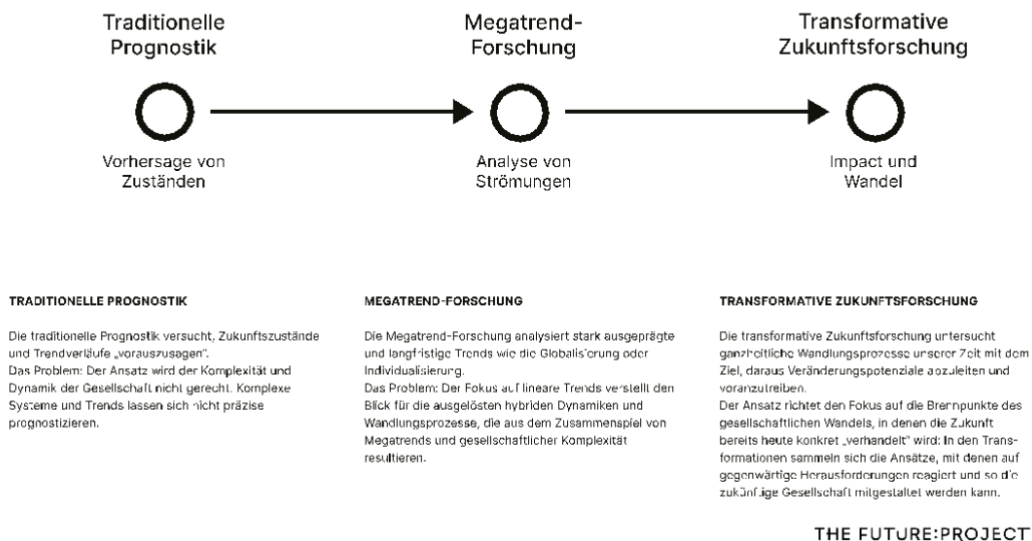 Traditionelle
Prognostik
Megatrend-
Forschung
Transformative
Zukunftsforschung
Vorhersage von
Zuständen
Analyse von
Strömungen
Impact und
Wandel
TRADITIONELLE PROGNOSTIK
Die traditionelle Prognostik versucht, Zukunftszustände
und Trendverläufe „vorauszusagen“.
Das Problem: Der Ansatz wird der Komplexität und
Dynamik der Gesellschaft nicht gerecht. Komplexe
Systeme und Trends lassen sich nicht präzise
prognostizieren.
MEGATREND-FORSCHUNG
Die Megatrend-Forschung analysiert stark ausgeprägte
und langfristige Trends wie die Globalisierung oder
Individualisierung.
Das Problem: Der Fokus auf lineare Trends verstellt den
Blick für die ausgelösten hybriden Dynamiken und
Wandlungsprozesse, die aus dem Zusammenspiel von
Megatrends und gesellschaftlicher Komplexität
resultieren.
TRANSFORMATIVE ZUKUNFTSFORSCHUNG
Die transformative Zukunftsforschung untersucht
ganzheitliche Wandlungsprozesse unserer Zeit mit dem
Ziel, daraus Veränderungspotenziale abzuleiten und
voranzutreiben.
Der Ansatz richtet den Fokus auf die Brennpunkte des
gesellschaftlichen Wandels, in denen die Zukunft
bereits heute konkret „verhandelt“ wird: In den Trans-
formationen sammeln sich die Ansätze, mit denen auf
gegenwärtige Herausforderungen reagiert und so die
zukünftige Gesellschaft mitgestaltet werden kann.
THE FUTURE:PROJECT